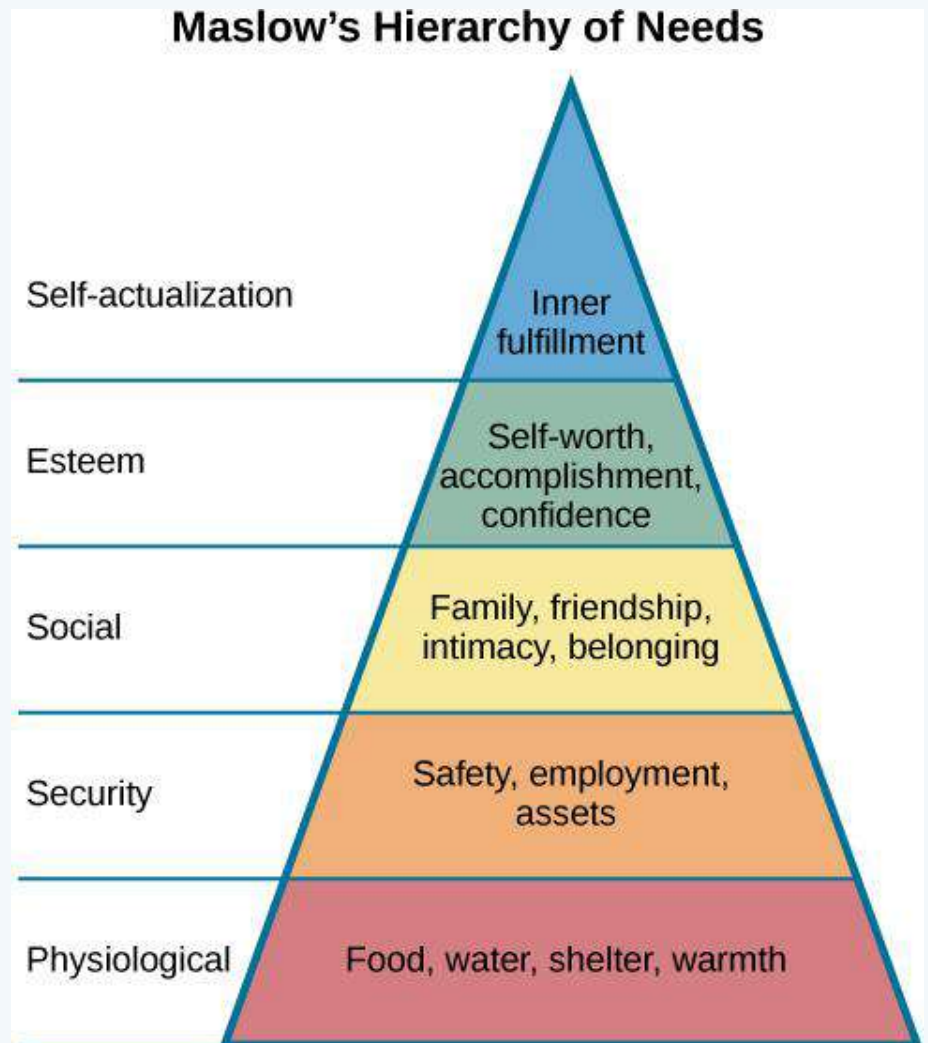 Maslow's Hierarchy of Needs
Self-actualization
Inner
fulfillment
Esteem
Self-worth,
accomplishment,
confidence
Social
Family, friendship,
intimacy, belonging
Security
Safety, employment,
assets
Physiological
Food, water, shelter, warmth